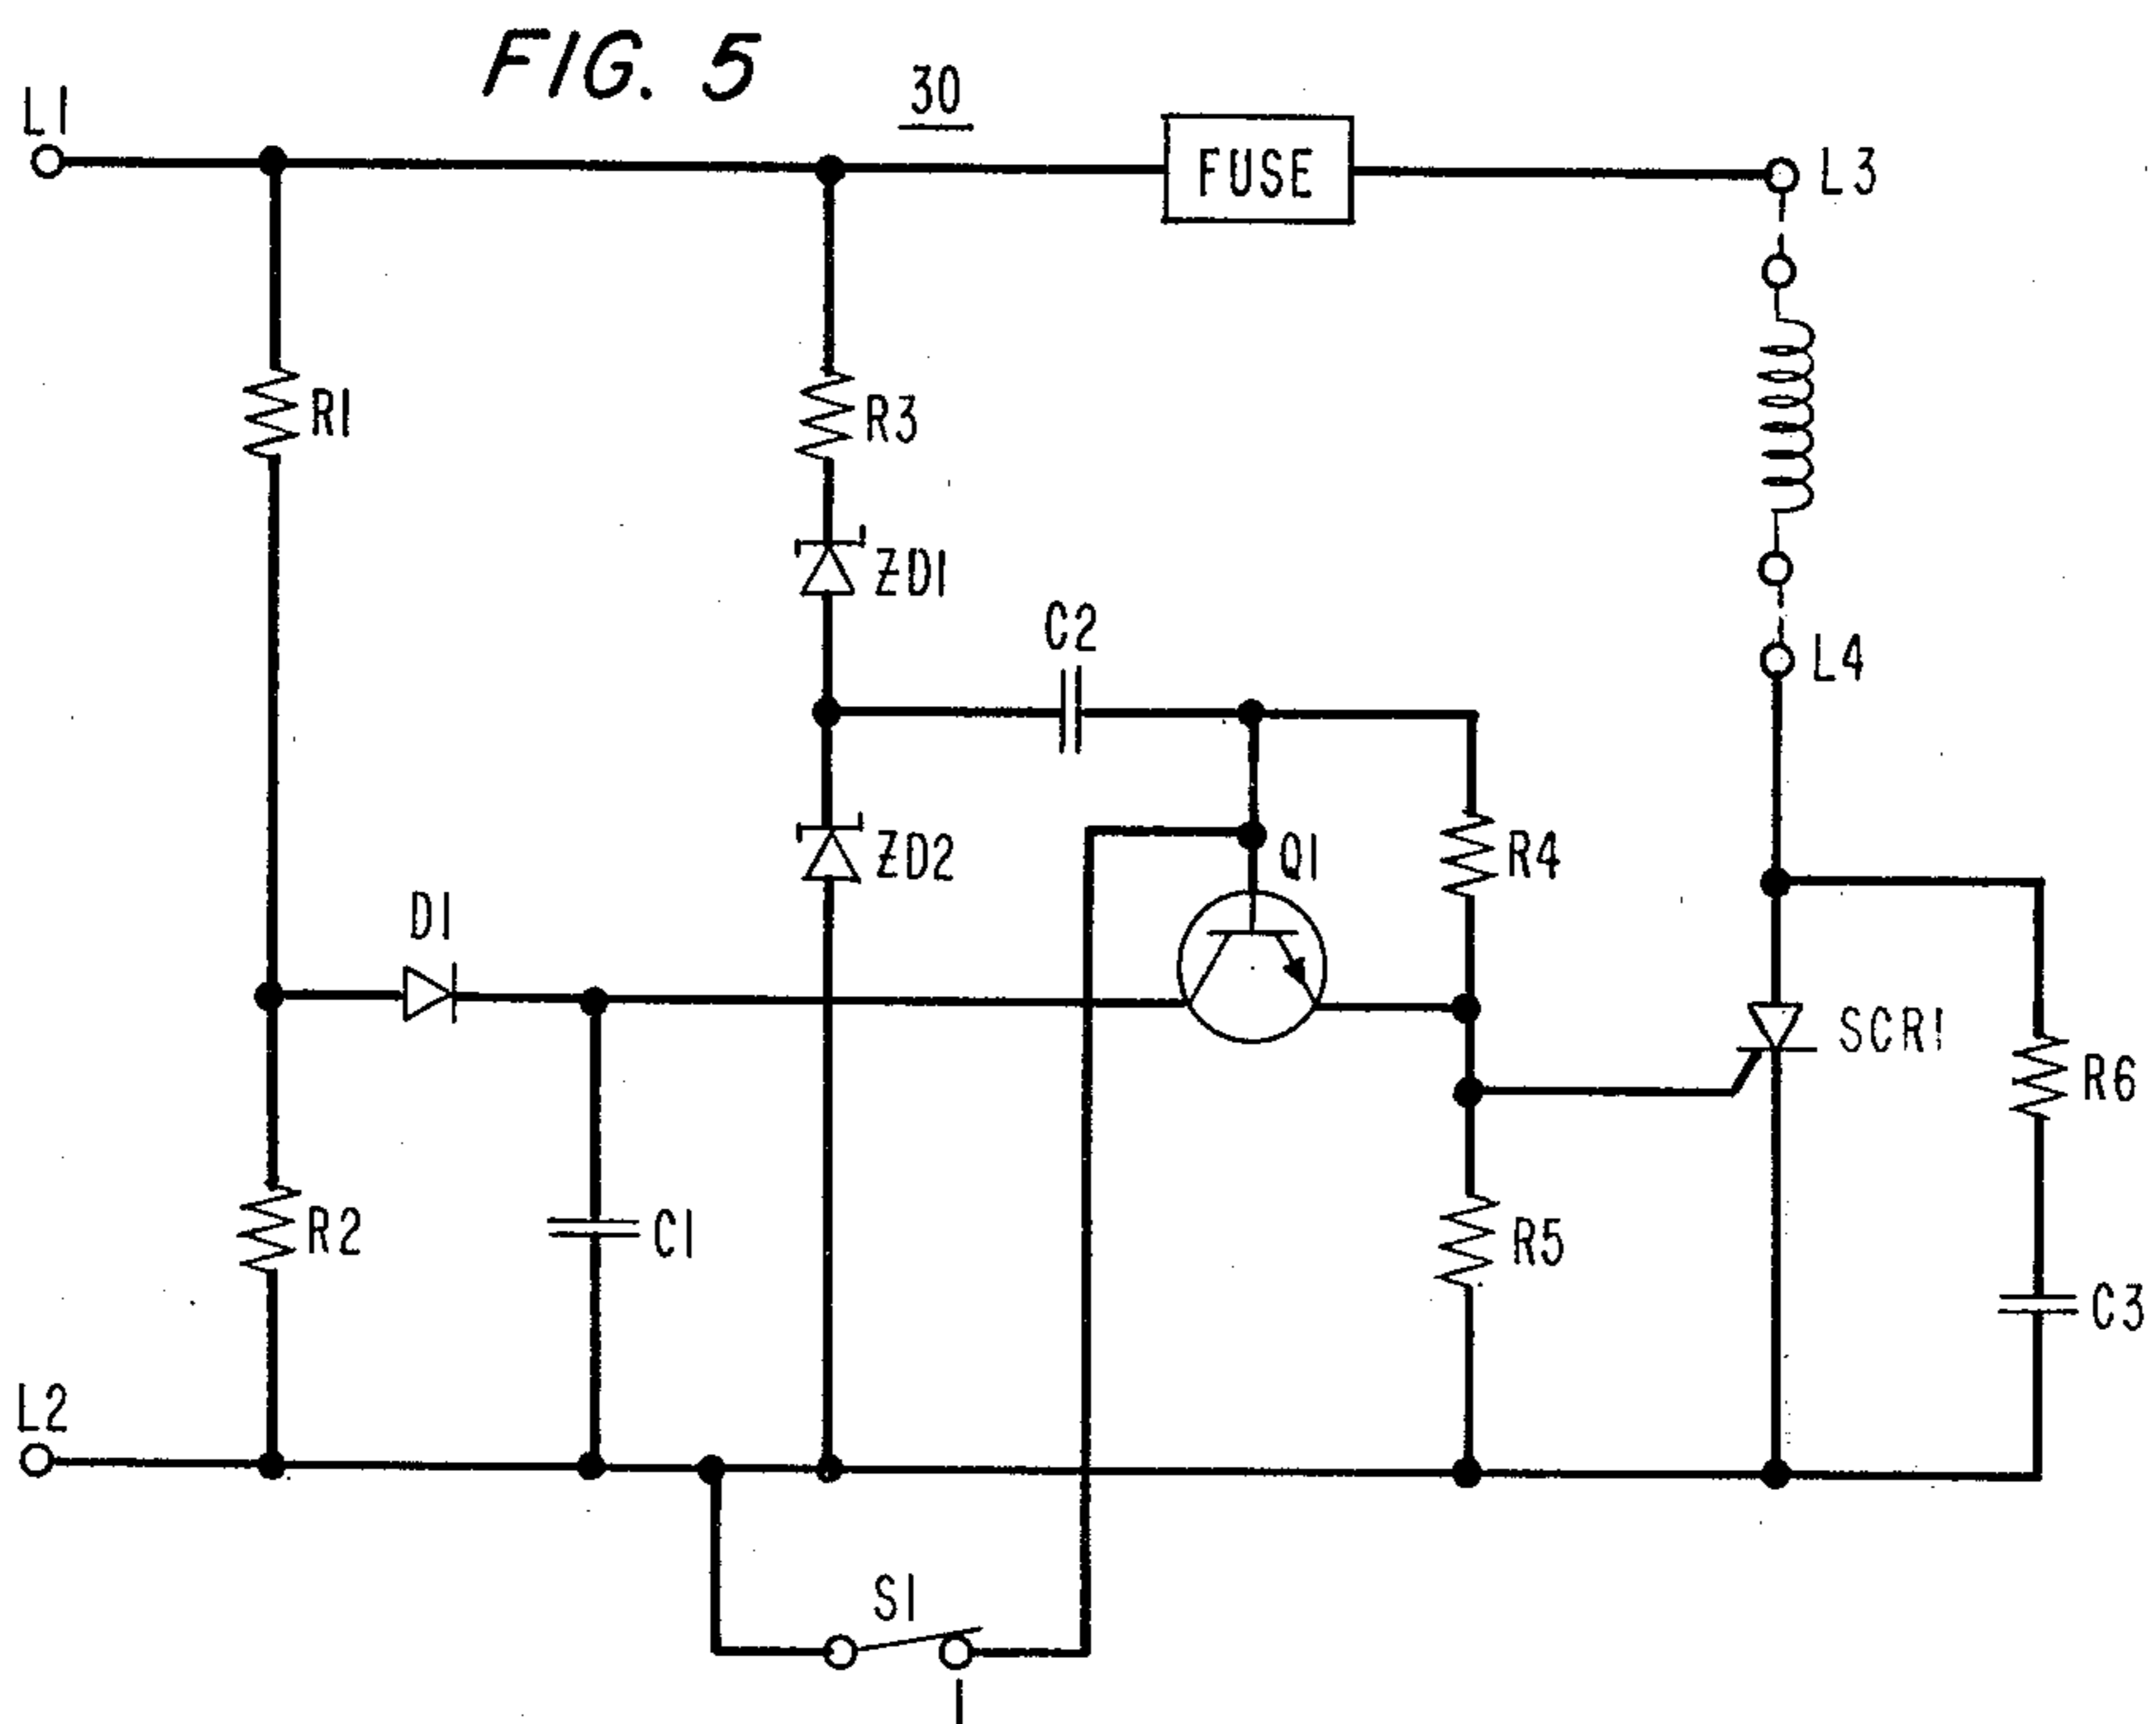 FIG. 5
30
L1
FUSE
L3
R1
R3
ZD1
C2
L4
ZD2
Q1
R4
D1
SCR1
R6
R2
C1
R5
C3
L2
S1